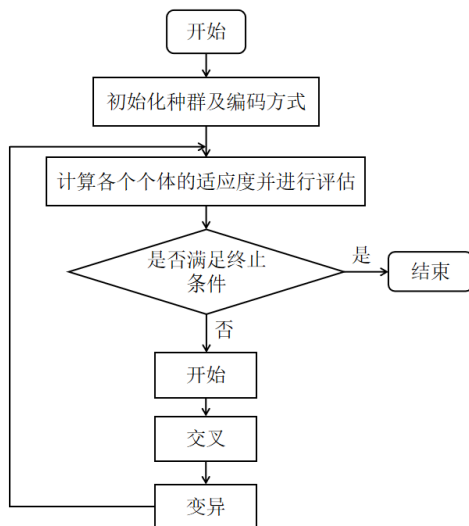 开始
初始化种群及编码方式
计算各个个体的适应度并进行评估
是否满足终止
条件
是
结束
否
开始
交叉
变异